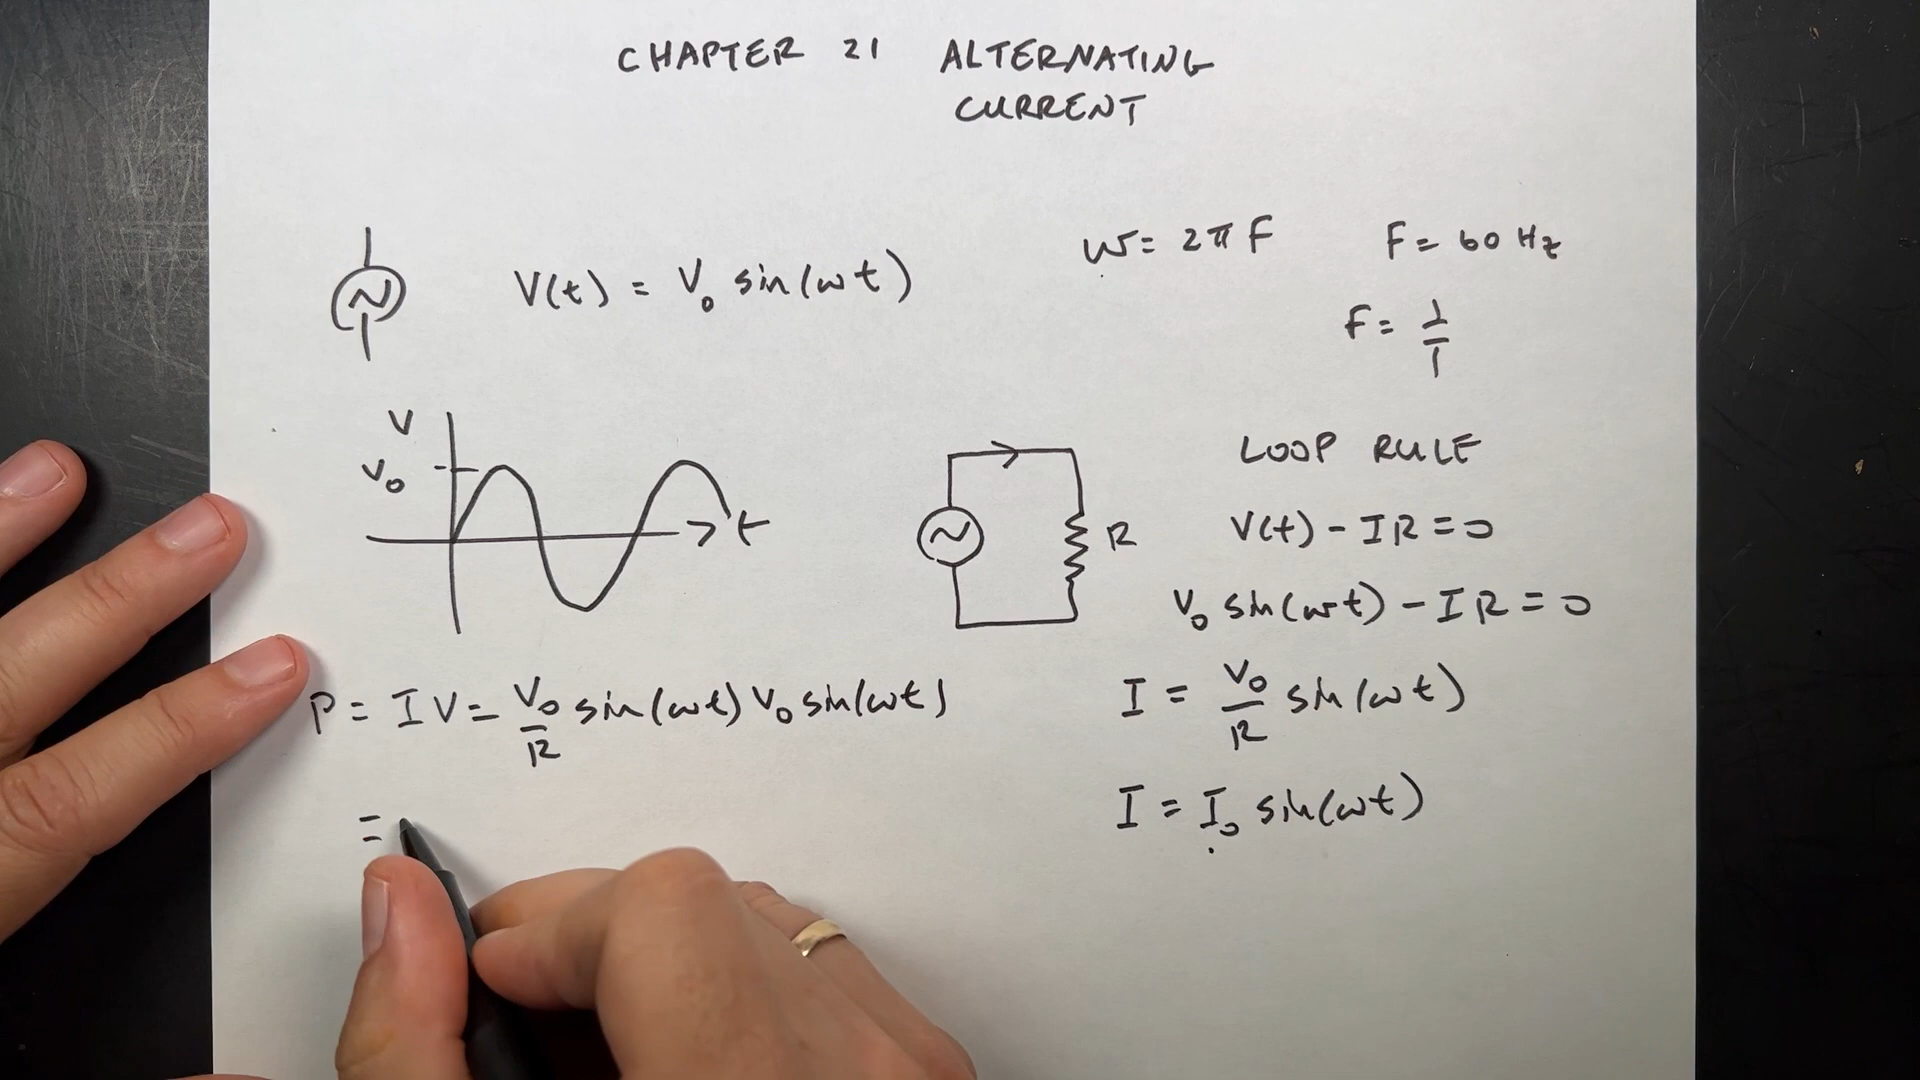 CHAPTER 21 ALTERNATING
CURRENT
V(t) = V₀ sin(ωt)
ω = 2πF F = 60 Hz
F = 1/T
V
V₀
t
R
LOOP RULE
V(t) - IR = 0
V₀ sin(ωt) - IR = 0
I = V₀/R sin(ωt)
I = I₀ sin(ωt)
P = IV = V₀/R sin(ωt) V₀ sin(ωt)
=